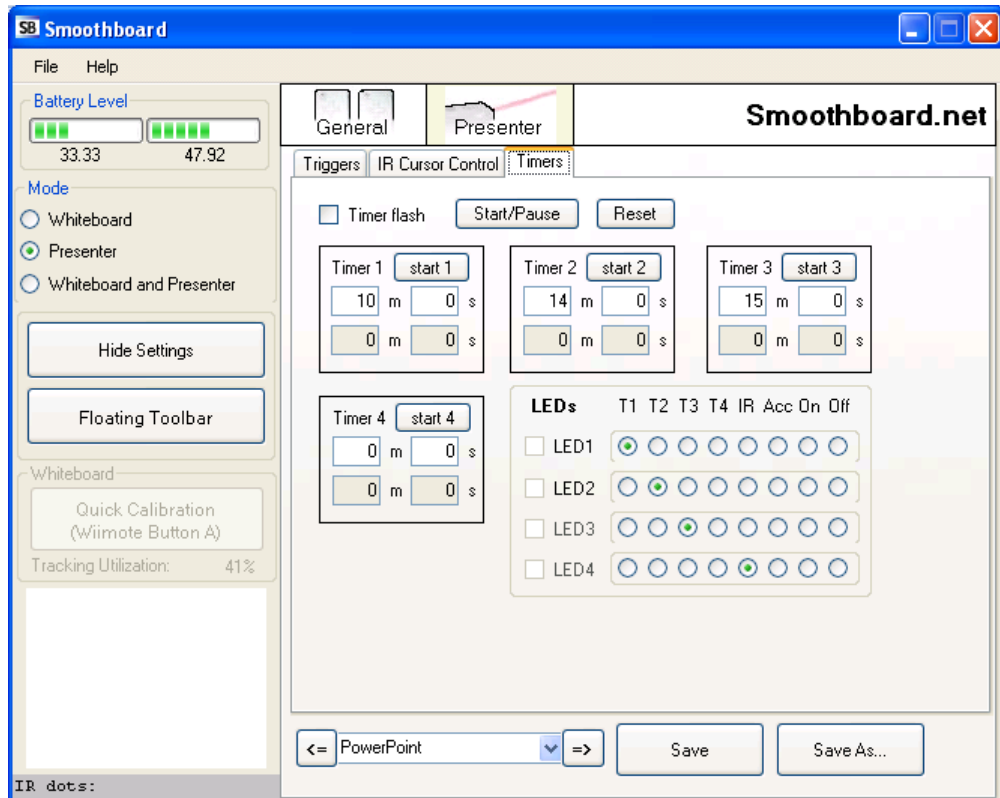 SB Smoothboard
File Help
Battery Level
33.33 47.92
Mode
Whiteboard
Presenter
Whiteboard and Presenter
Hide Settings
Floating Toolbar
Whiteboard
Quick Calibration
(Wiimote Button A)
Tracking Utilization: 41%
IR dots:
General Presenter Smoothboard.net
Triggers IR Cursor Control Timers
Timer flash Start/Pause Reset
Timer 1 start 1
10 m 0 s
0 m 0 s
Timer 2 start 2
14 m 0 s
0 m 0 s
Timer 3 start 3
15 m 0 s
0 m 0 s
Timer 4 start 4
0 m 0 s
0 m 0 s
LEDs T1 T2 T3 T4 IR Acc On Off
LED1
LED2
LED3
LED4
<= PowerPoint => Save Save As...